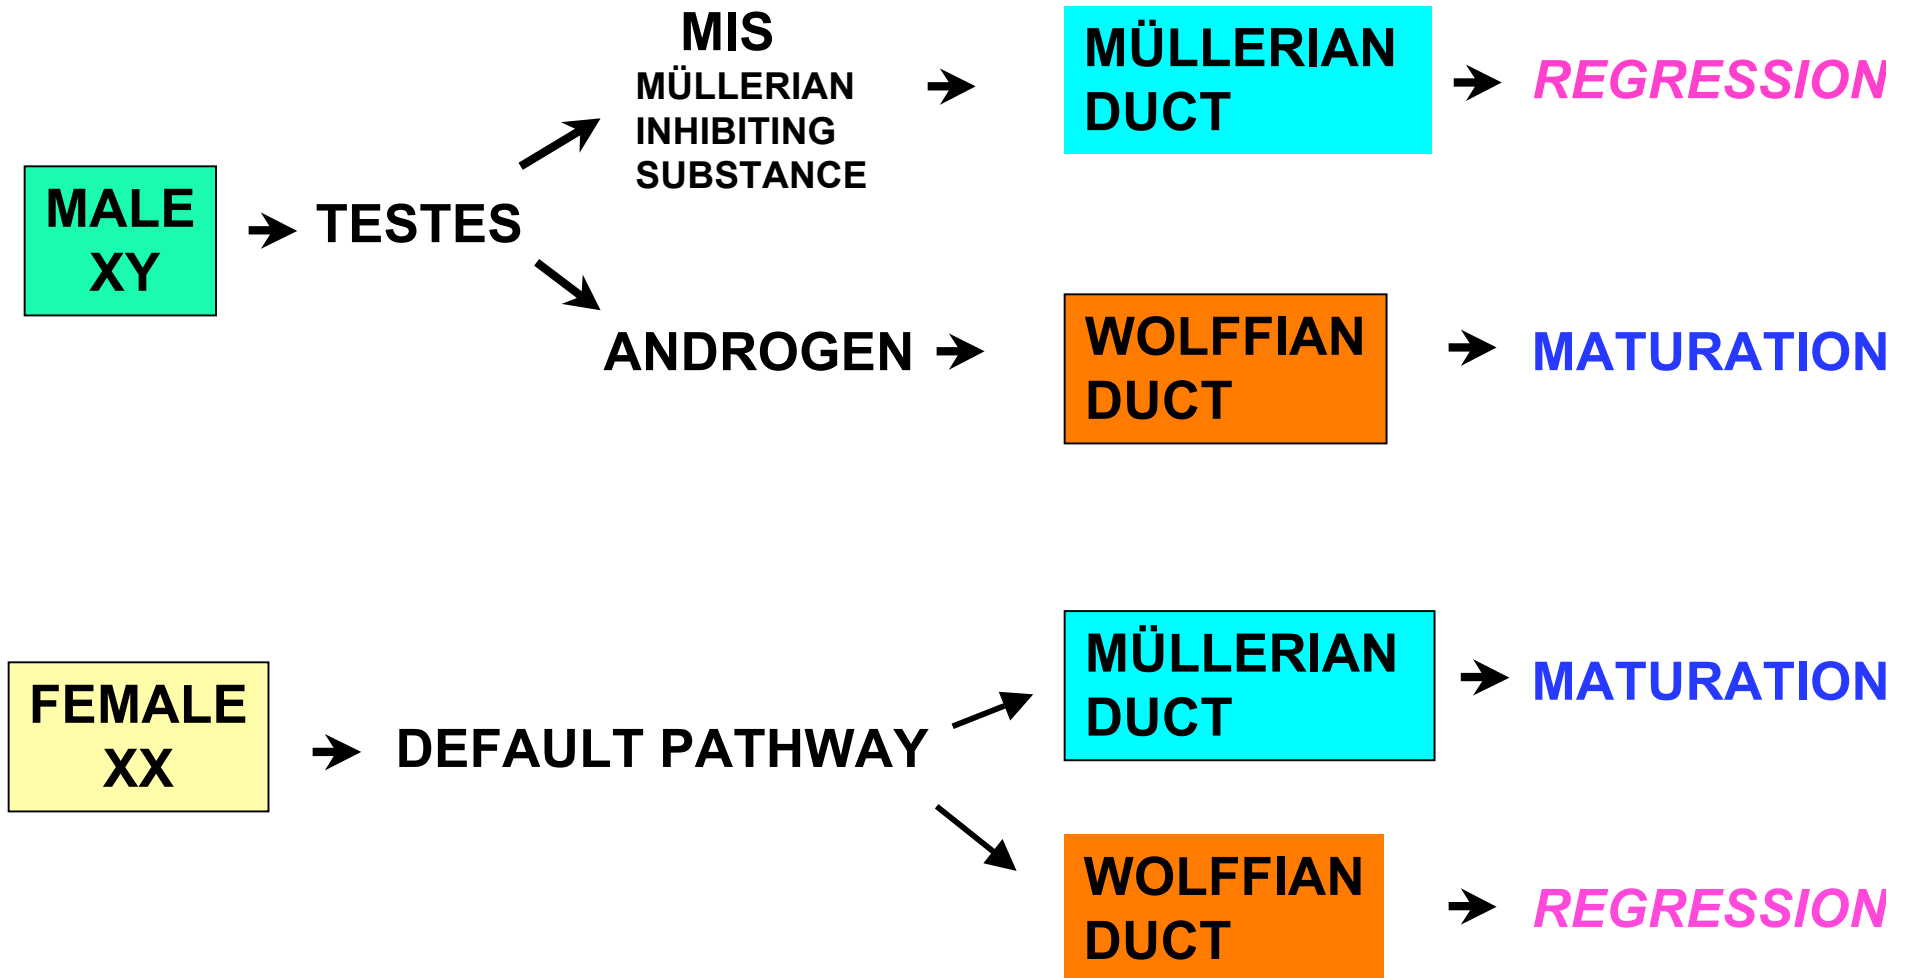 MIS
MÜLLERIAN
INHIBITING
SUBSTANCE
MÜLLERIAN
DUCT
REGRESSION
MALE
XY
TESTES
ANDROGEN
WOLFFIAN
DUCT
MATURATION
FEMALE
XX
DEFAULT PATHWAY
MÜLLERIAN
DUCT
MATURATION
WOLFFIAN
DUCT
REGRESSION